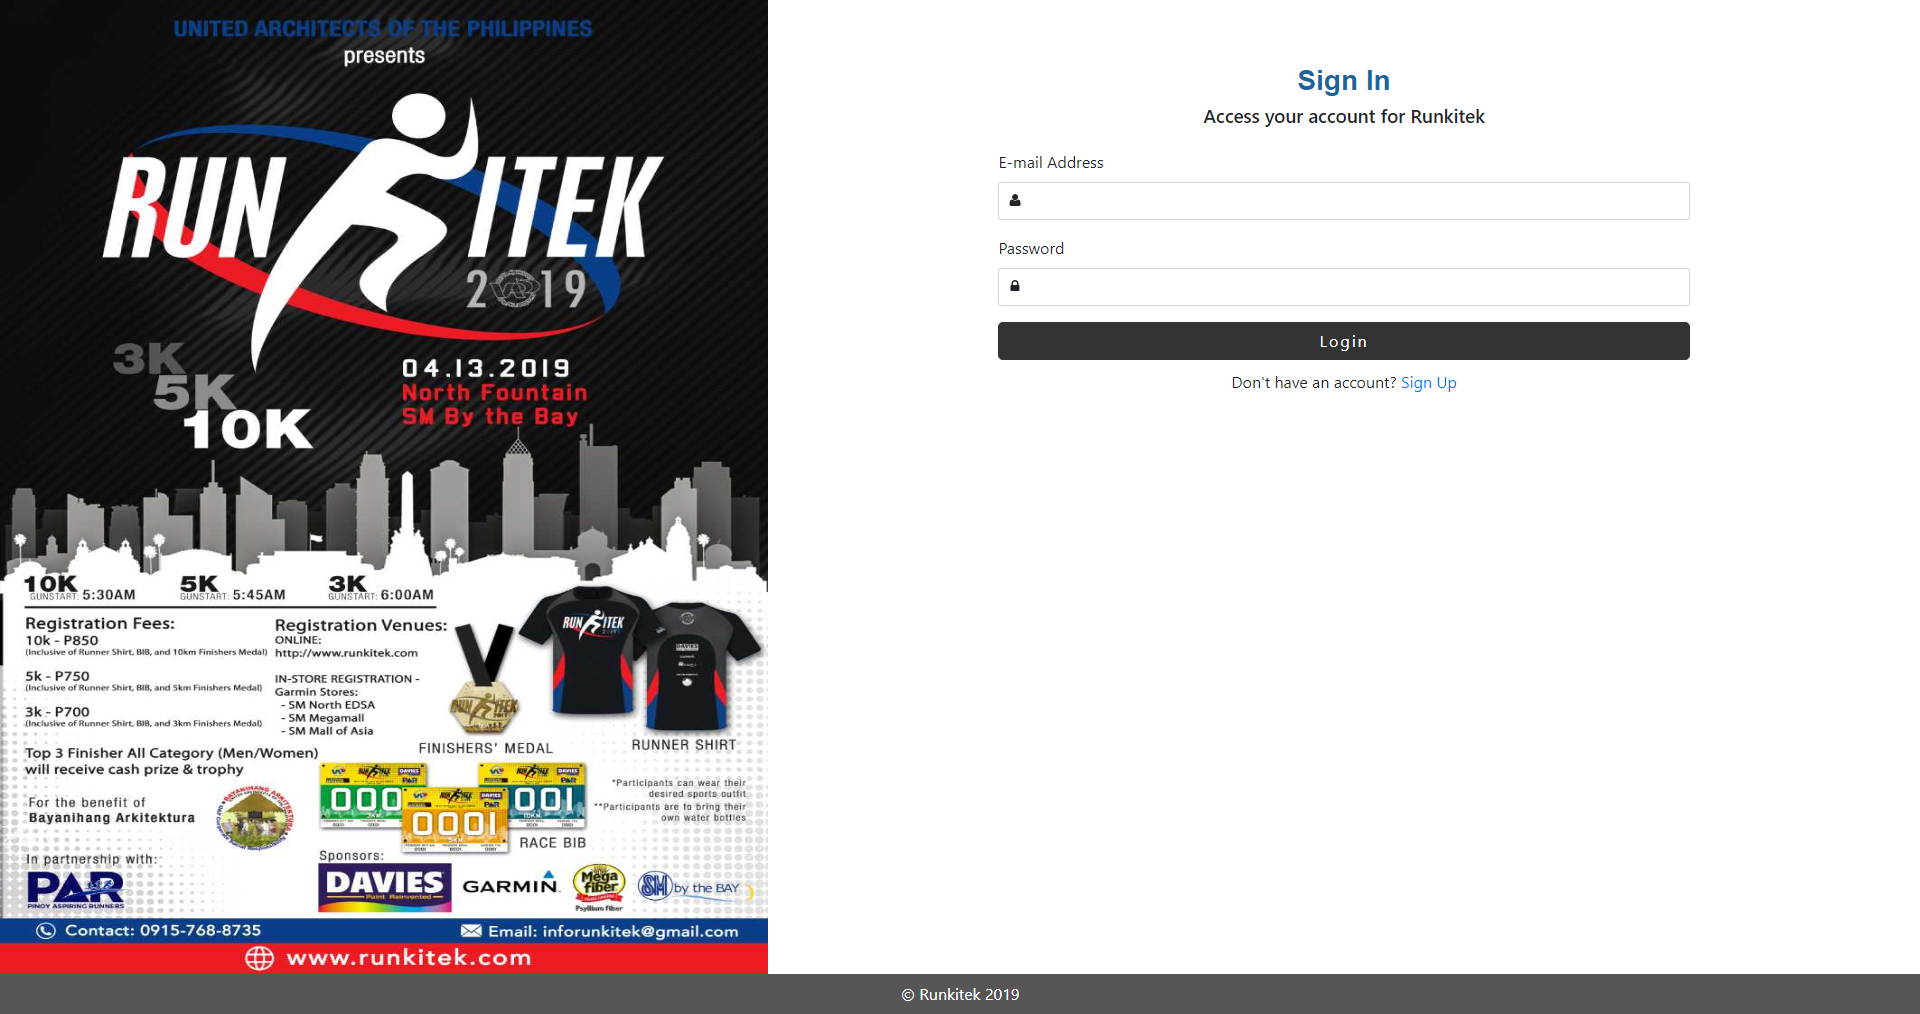 UNITED ARCHITECTS OF THE PHILIPPINES
presents
RUN ITEK
2019
3K
5K
10K
04.13.2019
North Fountain
SM By the Bay
10K GUNSTART: 5:30AM
5K GUNSTART: 5:45AM
3K GUNSTART: 6:00AM
Registration Fees:
10k - P850
(Inclusive of Runner Shirt, BIB, and 10km Finishers Medal)
5k - P750
(Inclusive of Runner Shirt, BIB, and 5km Finishers Medal)
3k - P700
(Inclusive of Runner Shirt, BIB, and 3km Finishers Medal)
Registration Venues:
ONLINE:
http://www.runkitek.com
IN-STORE REGISTRATION -
Garmin Stores:
- SM North EDSA
- SM Megamall
- SM Mall of Asia
Top 3 Finisher All Category (Men/Women)
will receive cash prize & trophy
FINISHERS' MEDAL
RUN ITEK
RUNNER SHIRT
For the benefit of
Bayanihang Arkitektura
000
0001
001
RACE BIB
*Participants can wear their
desired sports outfit
**Participants are to bring their
own water bottles
In partnership with:
PAR
PINOY ASPIRING RUNNERS
Sponsors:
DAVIES
Paint Reinvented
GARMIN
Mega
fiber
Psyllium fiber
SM by the BAY
Contact: 0915-768-8735
Email: inforunkitek@gmail.com
www.runkitek.com
Sign In
Access your account for Runkitek
E-mail Address
Password
Login
Don't have an account? Sign Up
© Runkitek 2019